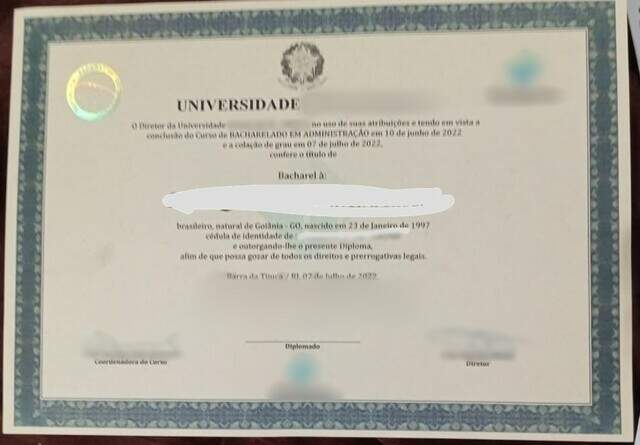 UNIVERSIDADE
O Diretor da Universidade no uso de suas atribuições e tendo em vista a
conclusão do Curso de BACHARELADO EM ADMINISTRAÇÃO em 10 de junho de 2022
e a colação de grau em 07 de julho de 2022,
confere o título de
Bacharel à:
brasileiro, natural de Goiânia - GO, nascido em 23 de Janeiro de 1997
cédula de identidade de
e outorgando-lhe o presente Diploma,
afim de que possa gozar de todos os direitos e prerrogativas legais.
Barra da Tijuca / RJ, 07 de Julho de 2022
Coordenadora do Curso
Diplomado
Diretor